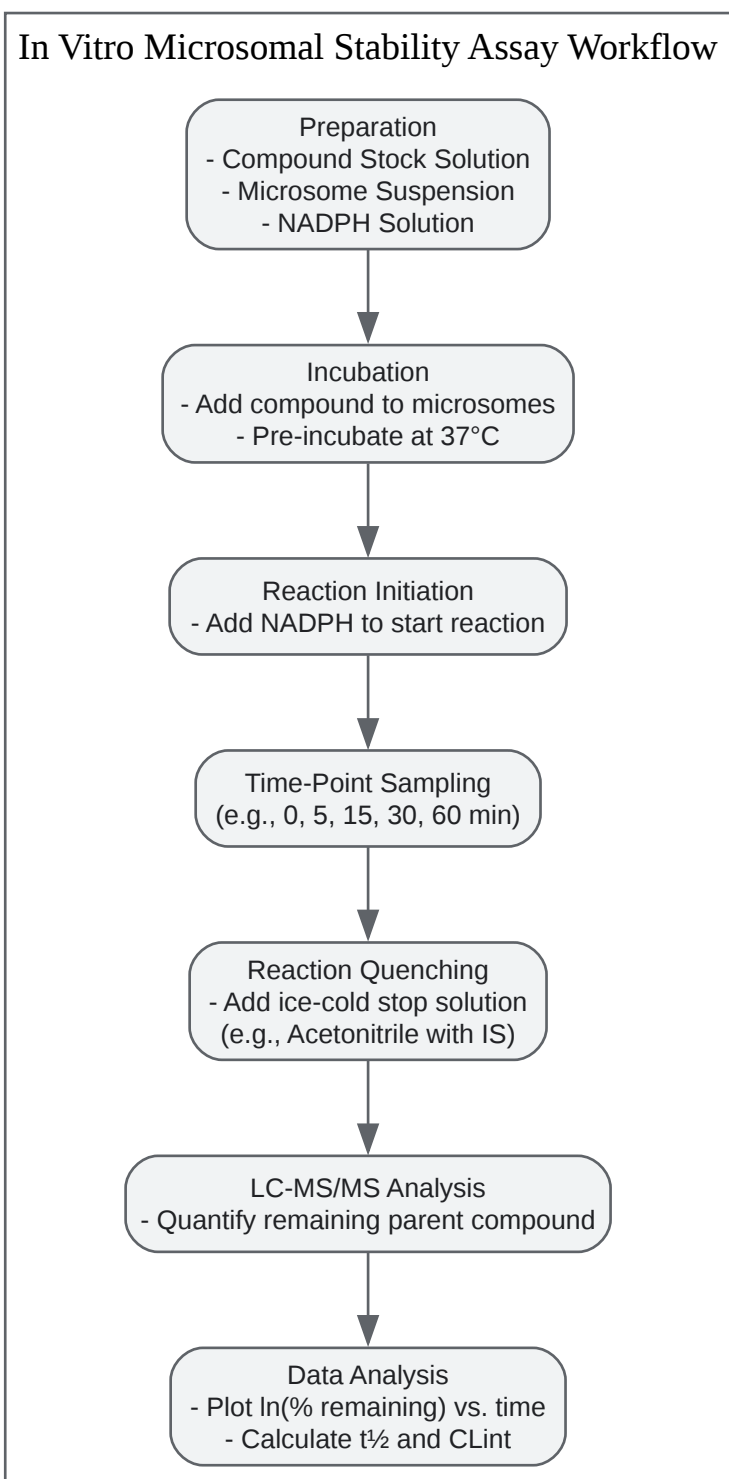 In Vitro Microsomal Stability Assay Workflow
Preparation
- Compound Stock Solution
- Microsome Suspension
- NADPH Solution
Incubation
- Add compound to microsomes
- Pre-incubate at 37°C
Reaction Initiation
- Add NADPH to start reaction
Time-Point Sampling
(e.g., 0, 5, 15, 30, 60 min)
Reaction Quenching
- Add ice-cold stop solution
(e.g., Acetonitrile with IS)
LC-MS/MS Analysis
- Quantify remaining parent compound
Data Analysis
- Plot ln(% remaining) vs. time
- Calculate t½ and CLint